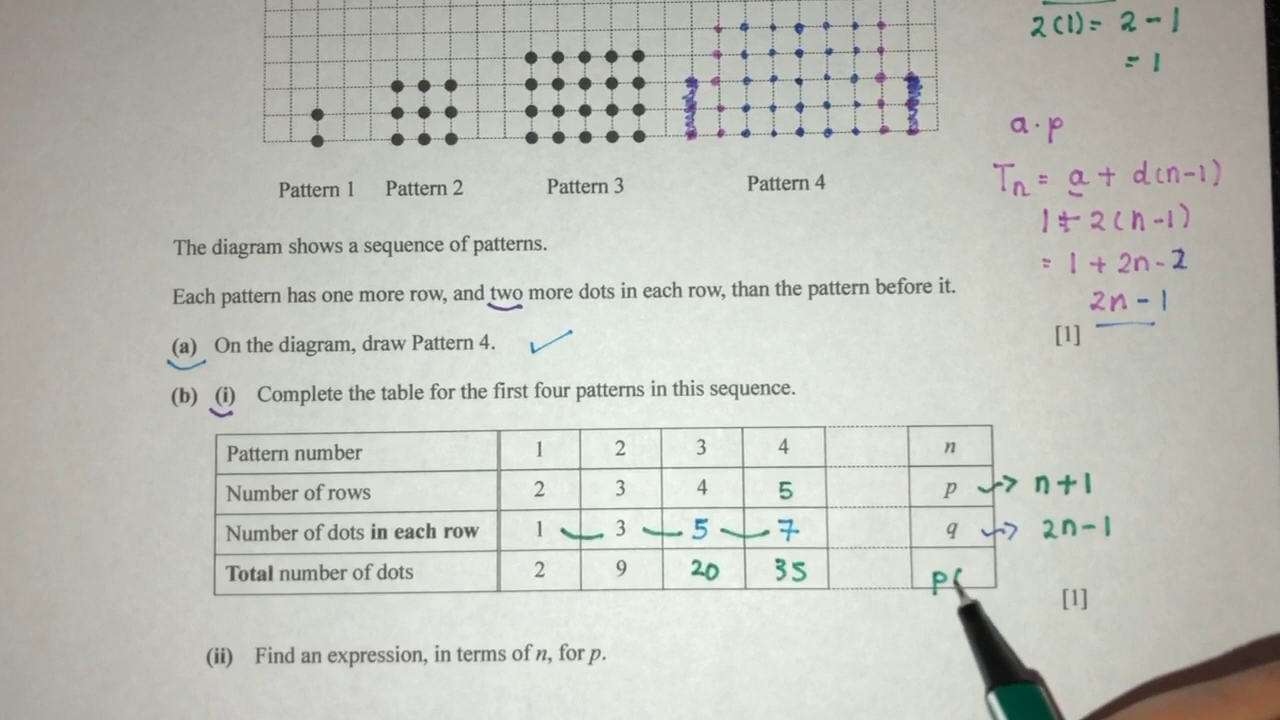 2(1) = 2 - 1
= 1
a.p
Tn = a + d(n-1)
1 + 2(n-1)
= 1 + 2n - 2
2n - 1
Pattern 1 Pattern 2 Pattern 3 Pattern 4
The diagram shows a sequence of patterns.
Each pattern has one more row, and two more dots in each row, than the pattern before it.
(a) On the diagram, draw Pattern 4. [1]
(b) (i) Complete the table for the first four patterns in this sequence.
Pattern number 1 2 3 4 n
Number of rows 2 3 4 5 p → n+1
Number of dots in each row 1 3 5 7 q → 2n-1
Total number of dots 2 9 20 35 p
[1]
(ii) Find an expression, in terms of n, for p.